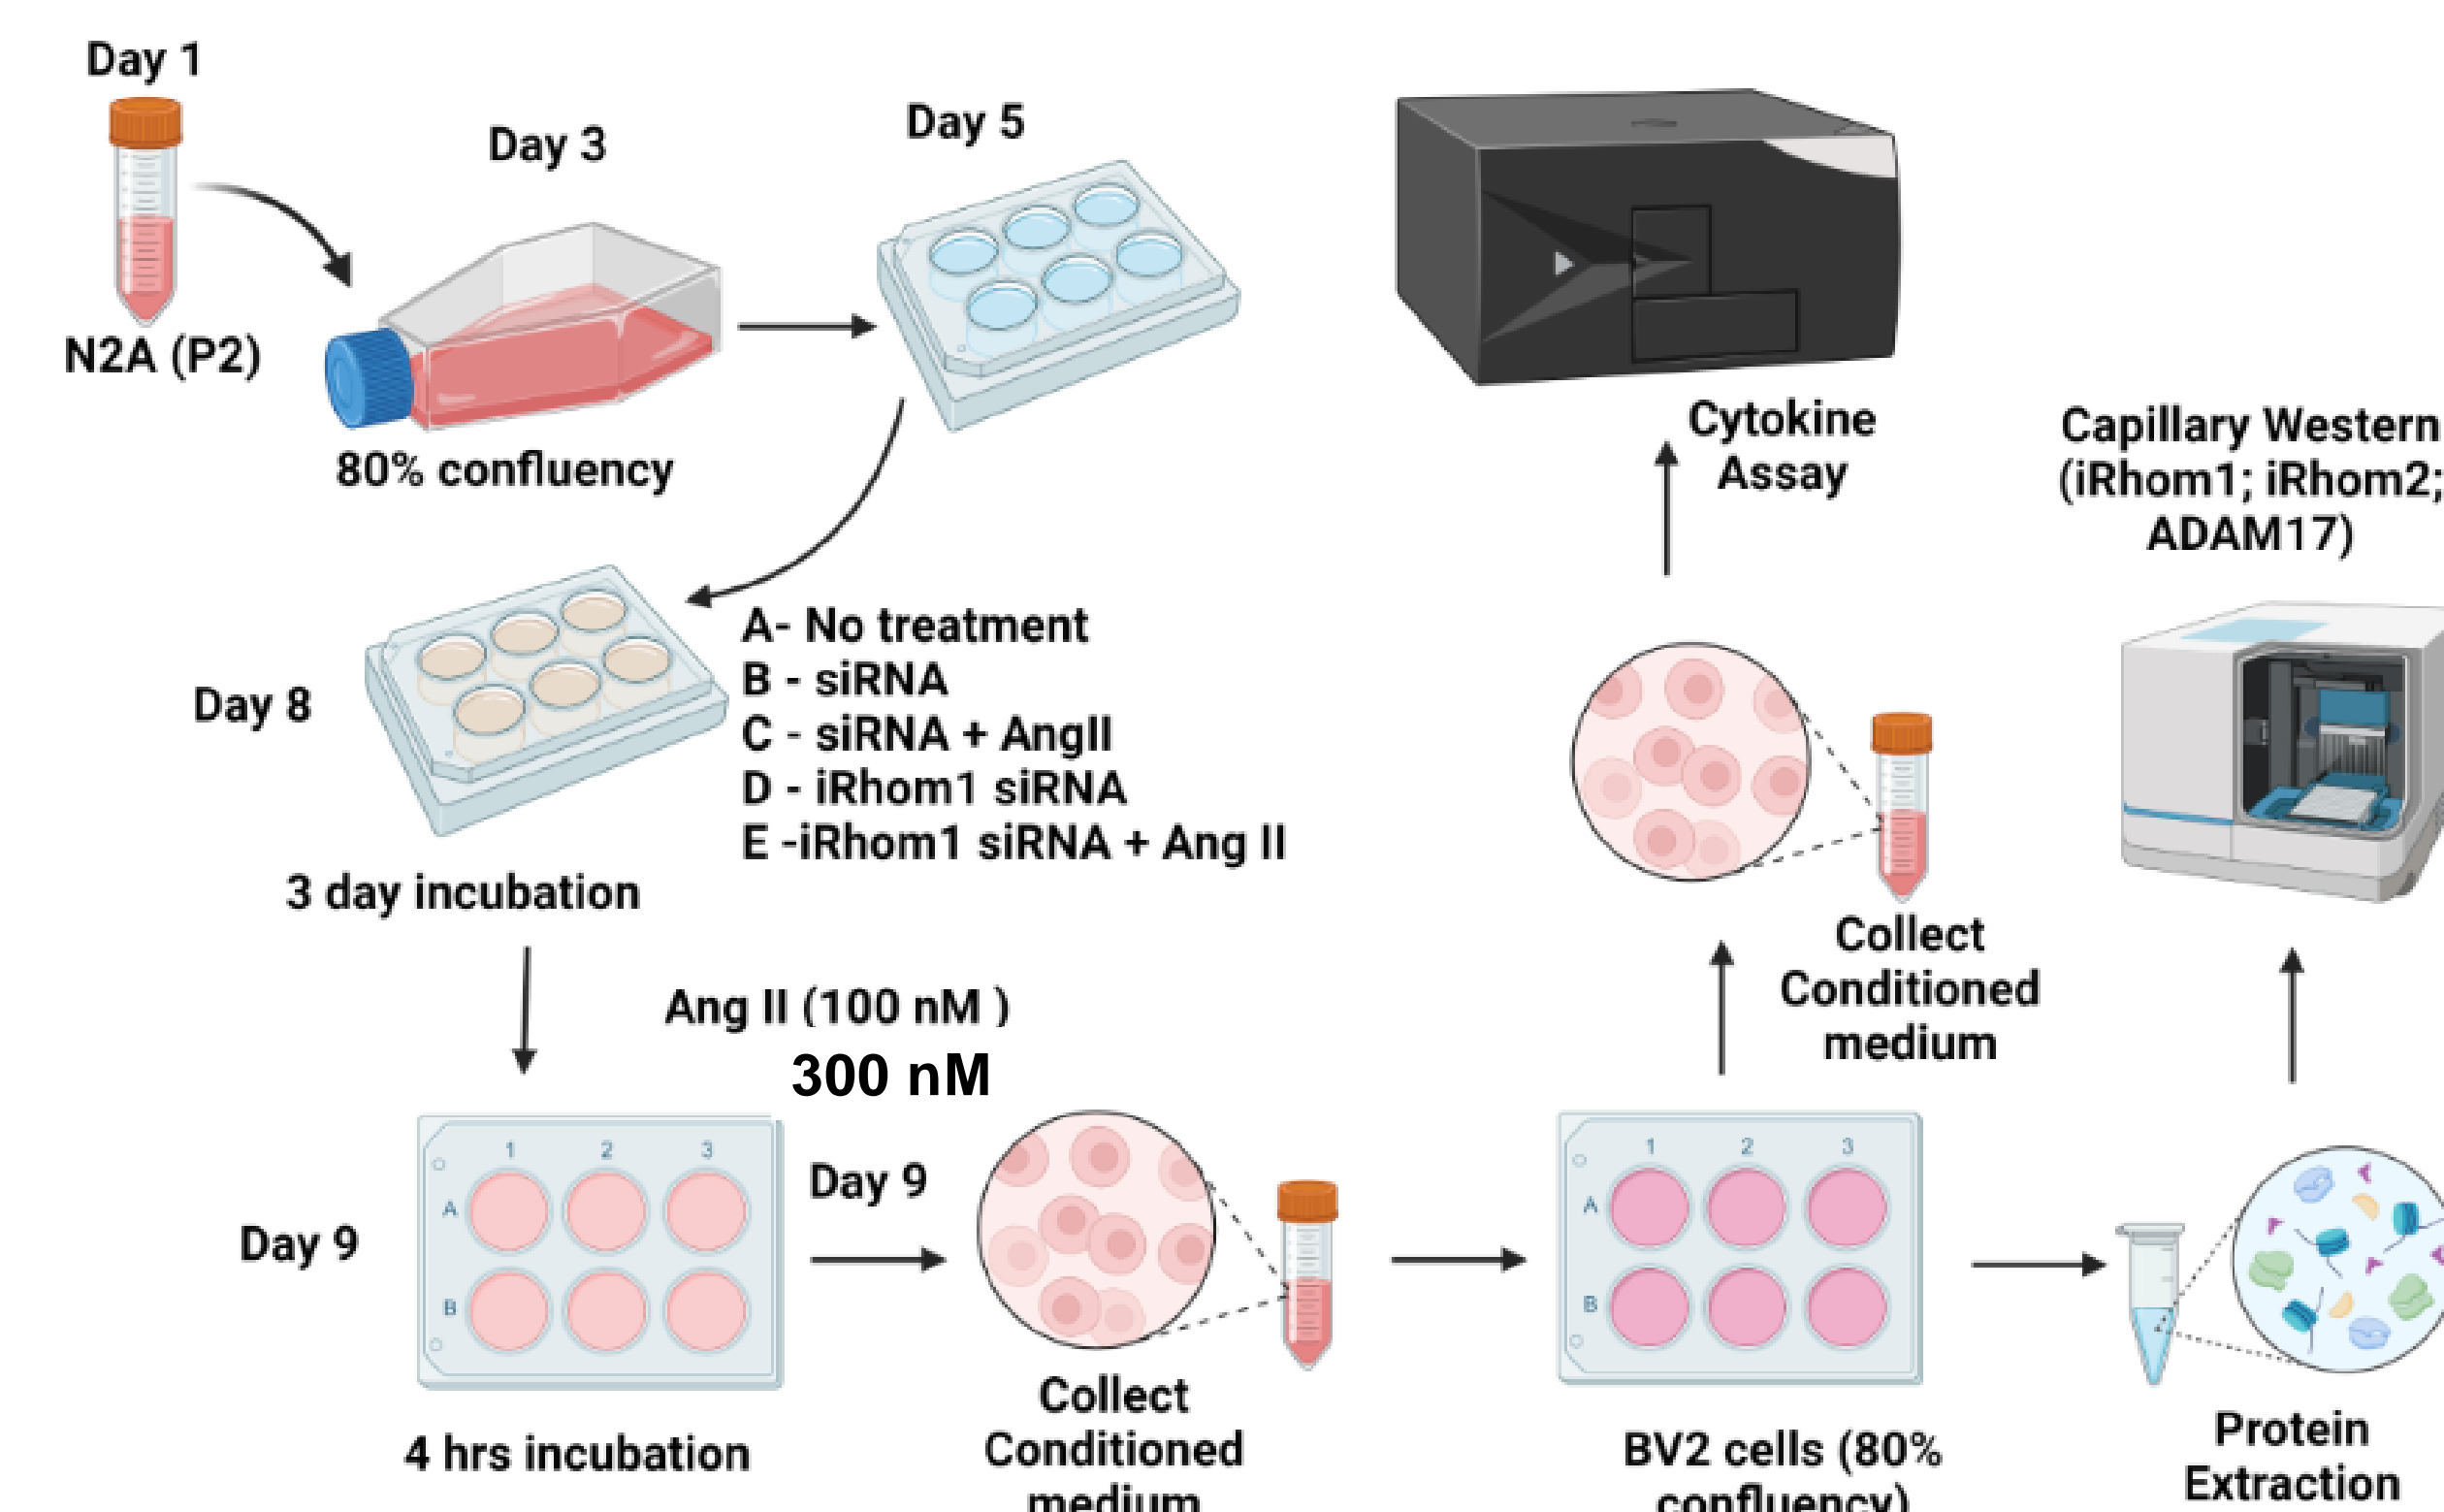 Day 1
N2A (P2)
Day 3
80% confluency
Day 5
Day 8
A- No treatment
B - siRNA
C - siRNA + AngII
D - iRhom1 siRNA
E -iRhom1 siRNA + Ang II
3 day incubation
Ang II (100 nM )
300 nM
Day 9
1 2 3
A
B
4 hrs incubation
Day 9
Collect
Conditioned
medium
1 2 3
A
B
BV2 cells (80%
confluency)
Collect
Conditioned
medium
Cytokine
Assay
Protein
Extraction
Capillary Western
(iRhom1; iRhom2;
ADAM17)